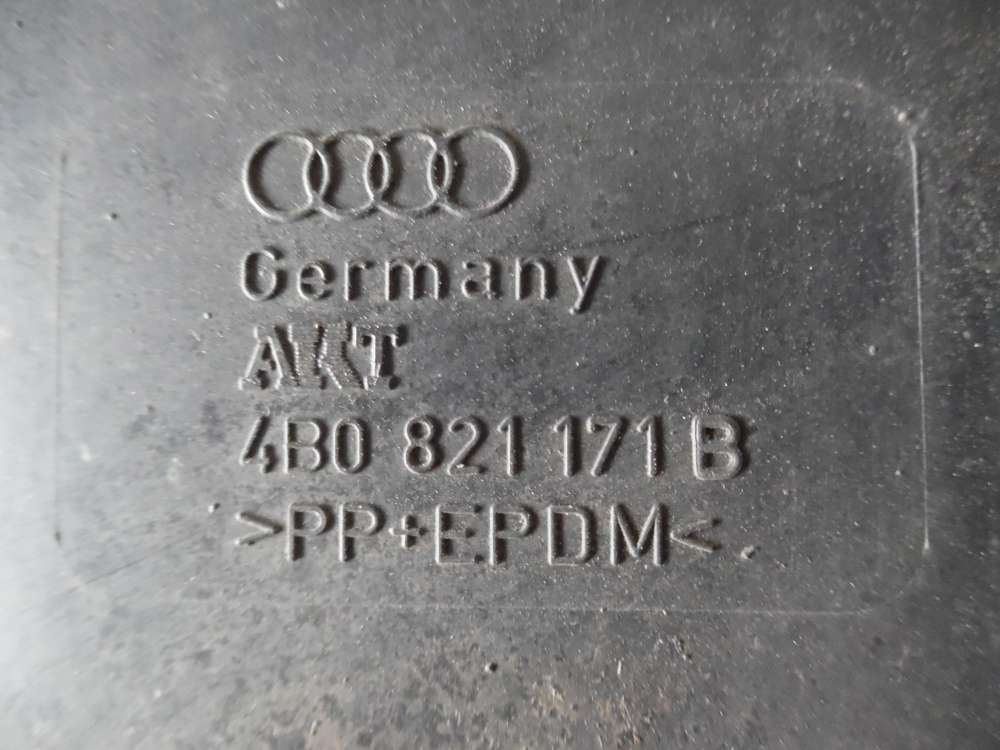 Germany
AKT
4B0 821 171 B
>PP+EPDM<.